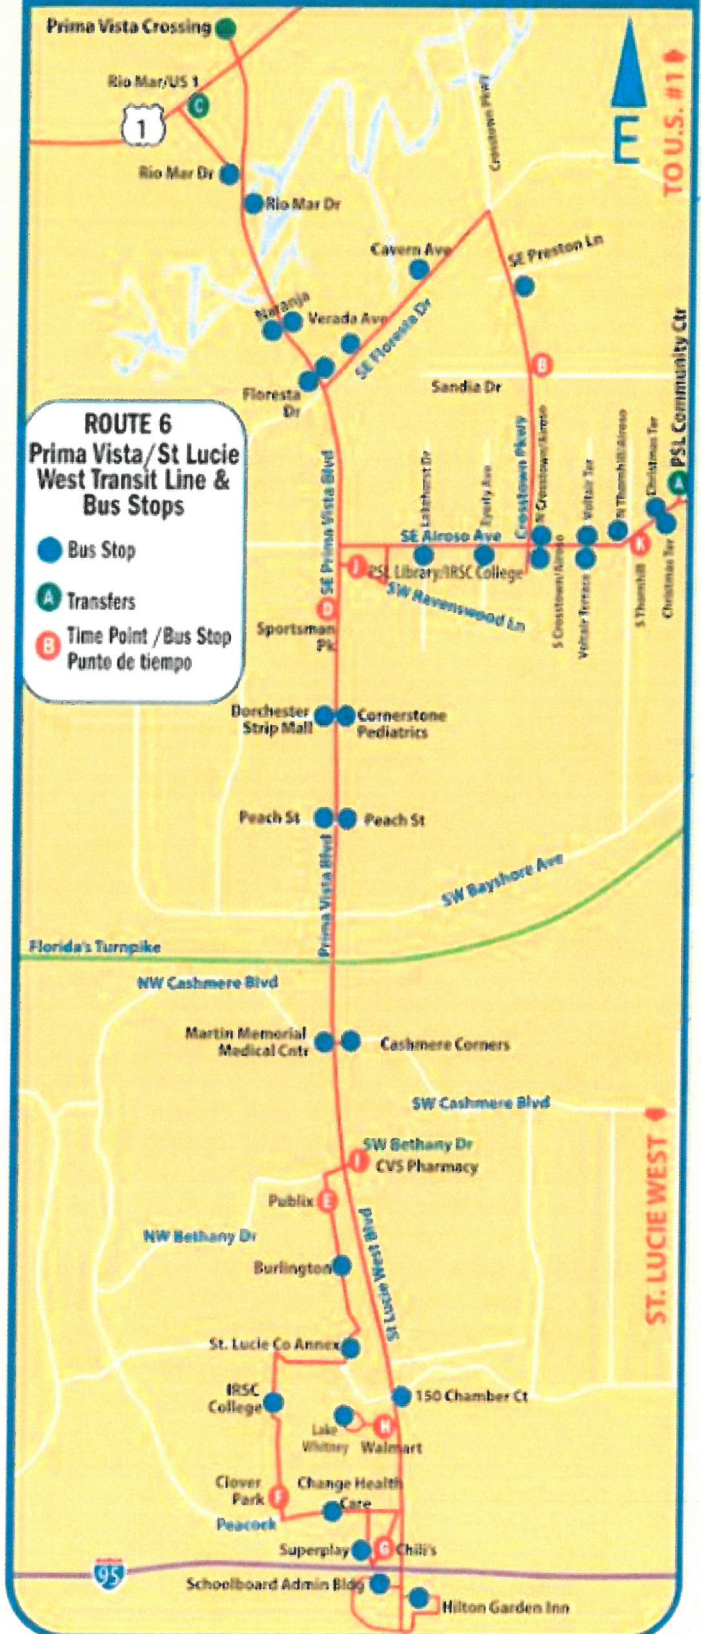 Prima Vista Crossing
Rio Mar/US 1
C
1
Rio Mar Dr
Rio Mar Dr
Crosstown Pkwy
E
TO U.S. #1
Cavern Ave
SE Preston Ln
Naranja
Verada Ave
SE Floresta Dr
Floresta
Dr
B
Sandia Dr
ROUTE 6
Prima Vista/St Lucie
West Transit Line &
Bus Stops
Bus Stop
A
Transfers
B
Time Point /Bus Stop
Punto de tiempo
SE Prima Vista Blvd
Lakehurst Dr
Eyerly Ave
Crosstown Pkwy
N Crosstown/Airoso
Voltair Ter
N Thornhill/Airoso
Christmas Ter
PSL Community Ctr
A
SE Airoso Ave
J
PSL Library/IRSC College
K
SW Ravenswood Ln
S Crosstown/Airoso
Voltair Terrace
S Thornhill
Christmas Ter
D
Sportsman
Pk
Dorchester
Strip Mall
Cornerstone
Pediatrics
Peach St
Peach St
Prima Vista Blvd
SW Bayshore Ave
Florida's Turnpike
NW Cashmere Blvd
Martin Memorial
Medical Cntr
Cashmere Corners
SW Cashmere Blvd
SW Bethany Dr
I
CVS Pharmacy
ST. LUCIE WEST
Publix
E
NW Bethany Dr
St Lucie West Blvd
Burlington
St. Lucie Co Annex
IRSC
College
150 Chamber Ct
Lake
Whitney
H
Walmart
Clover
Park
F
Change Health
Care
Peacock
Superplay
G
Chili's
95
Schoolboard Admin Bldg
Hilton Garden Inn